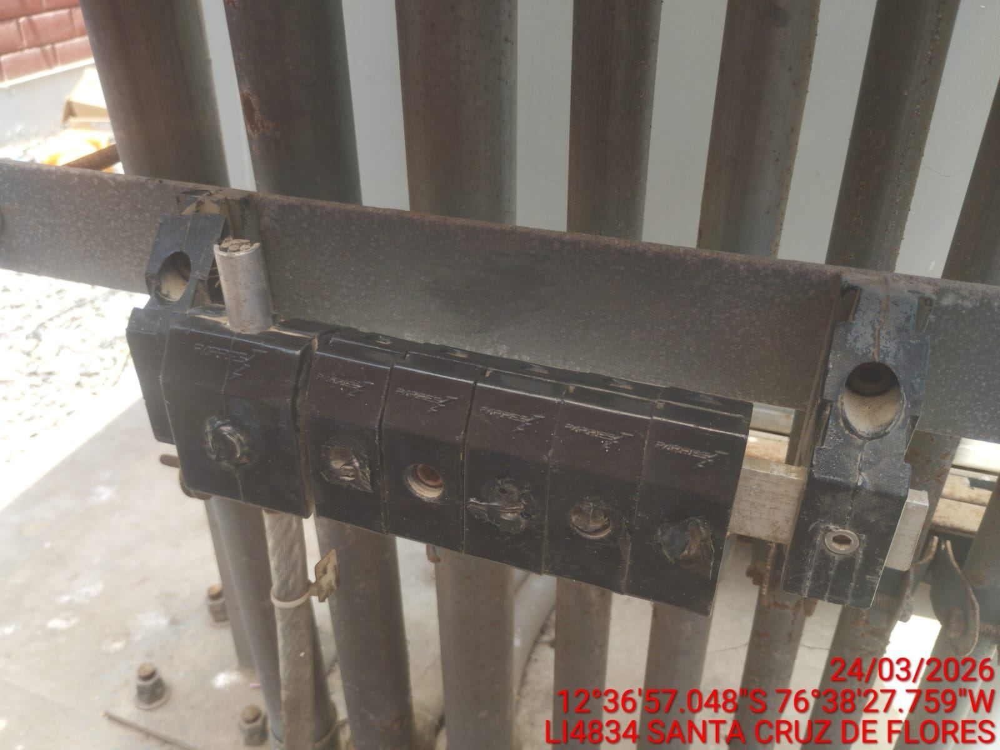 PARRES
PARRES
PARRES
PARRES
PARRES
PARRES
24/03/2026
12°36'57.048"S 76°38'27.759"W
LI4834 SANTA CRUZ DE FLORES